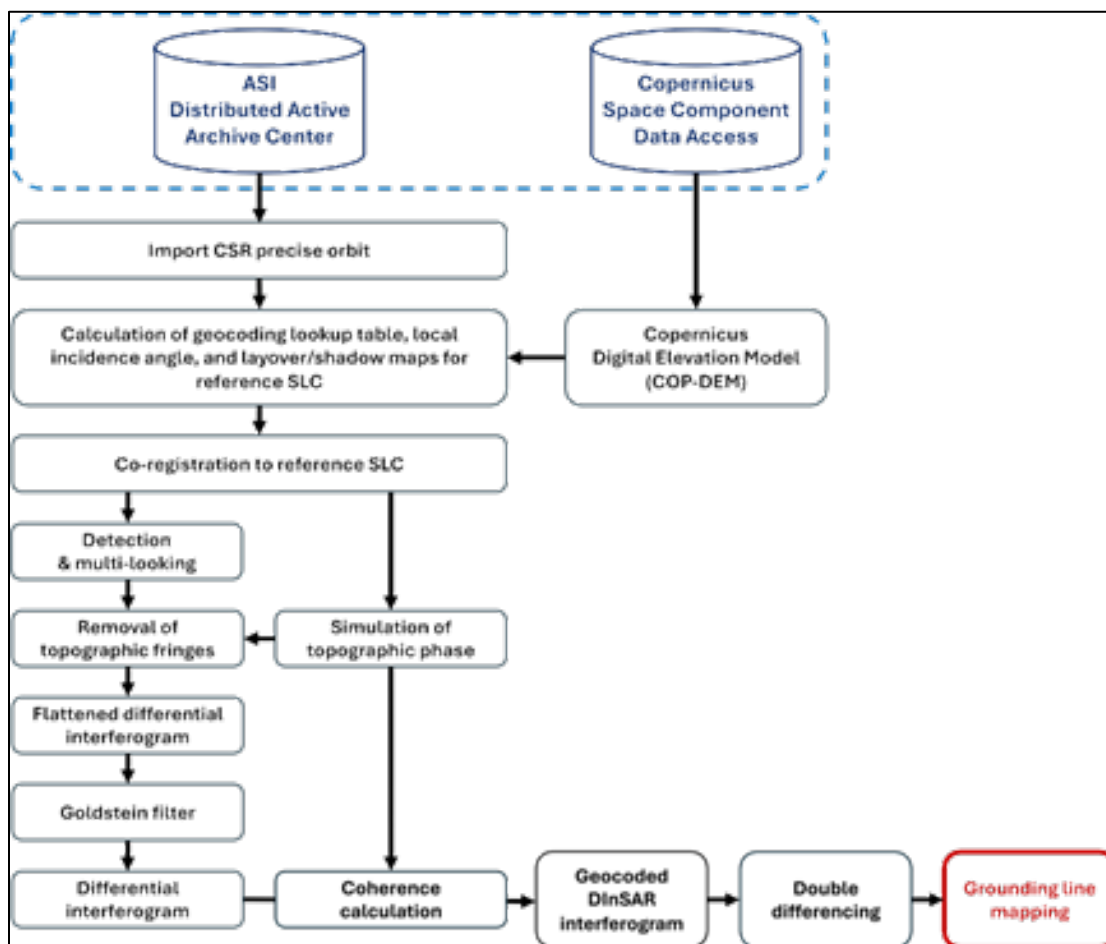 ASI
Distributed Active
Archive Center
Copernicus
Space Component
Data Access
Import CSR precise orbit
Calculation of geocoding lookup table, local
incidence angle, and layover/shadow maps for
reference SLC
Copernicus
Digital Elevation Model
(COP-DEM)
Co-registration to reference SLC
Detection
& multi-looking
Removal of
topographic fringes
Simulation of
topographic phase
Flattened differential
interferogram
Goldstein filter
Differential
interferogram
Coherence
calculation
Geocoded
DInSAR
interferogram
Double
differencing
Grounding line
mapping